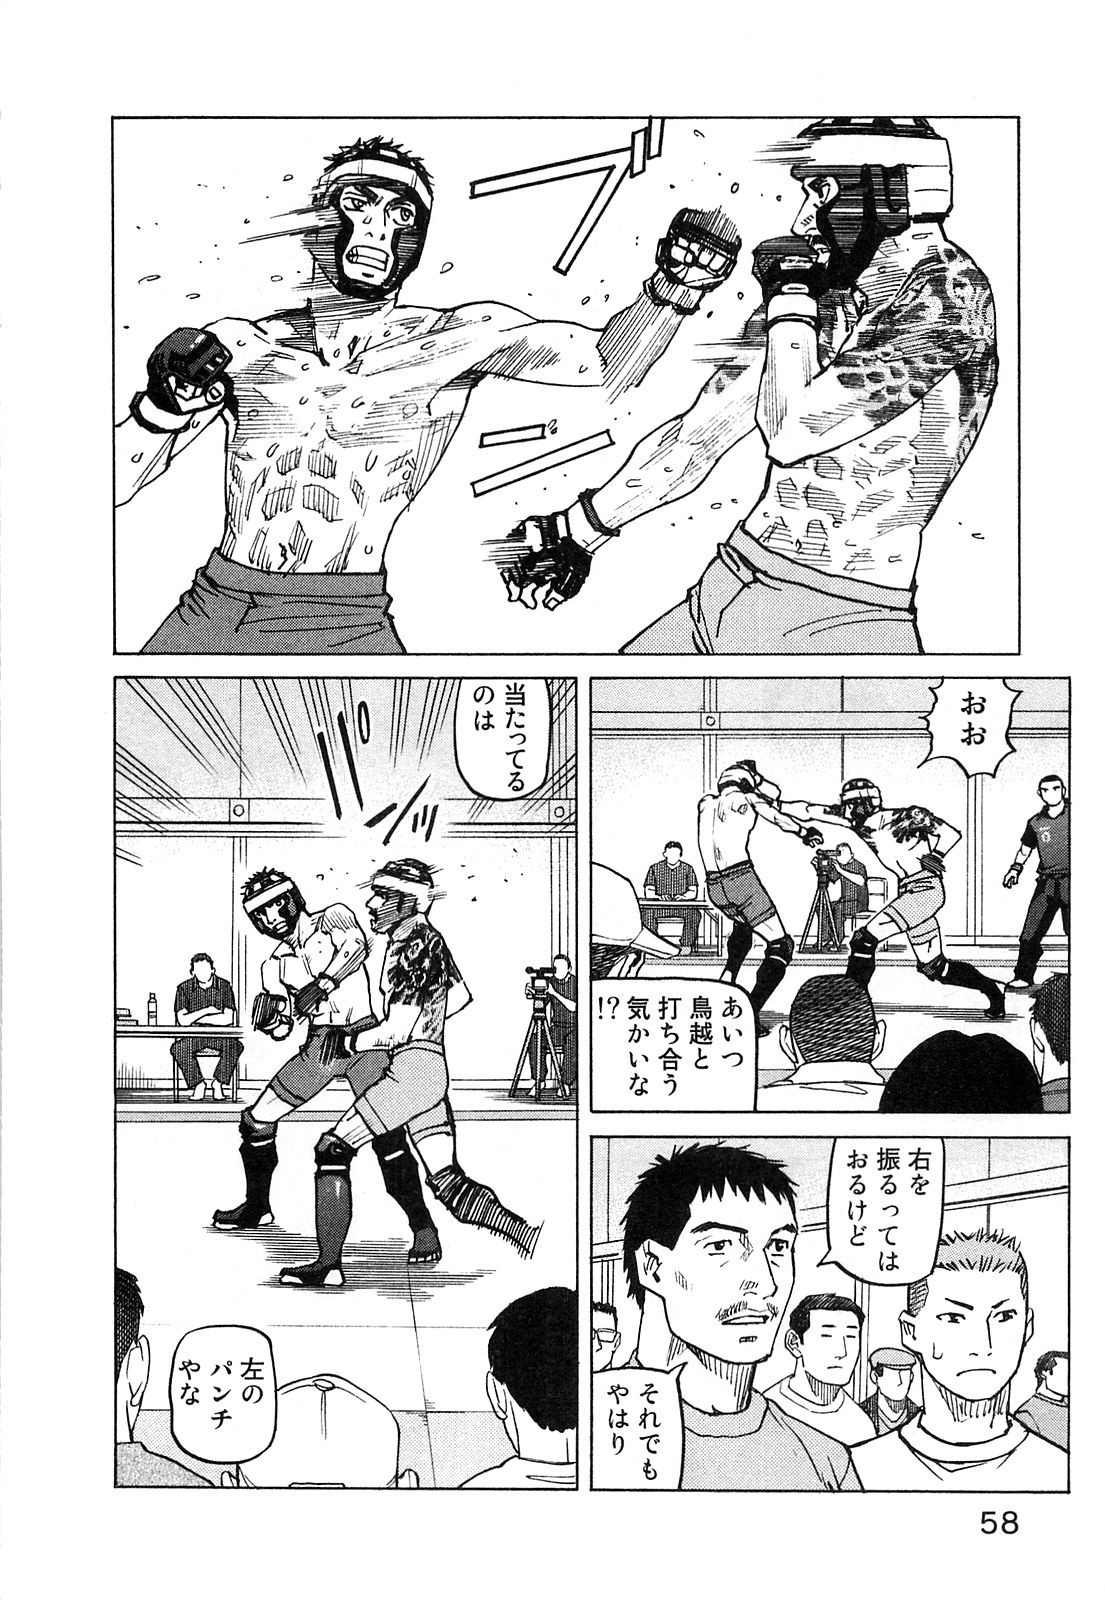 ブ
おお
あいつ
鳥越と
打ち合う
気かいな
!?
右を
振るっては
おるけど
それでも
やはり
当たってる
のは
パンッ
左の
パンチ
やな
58